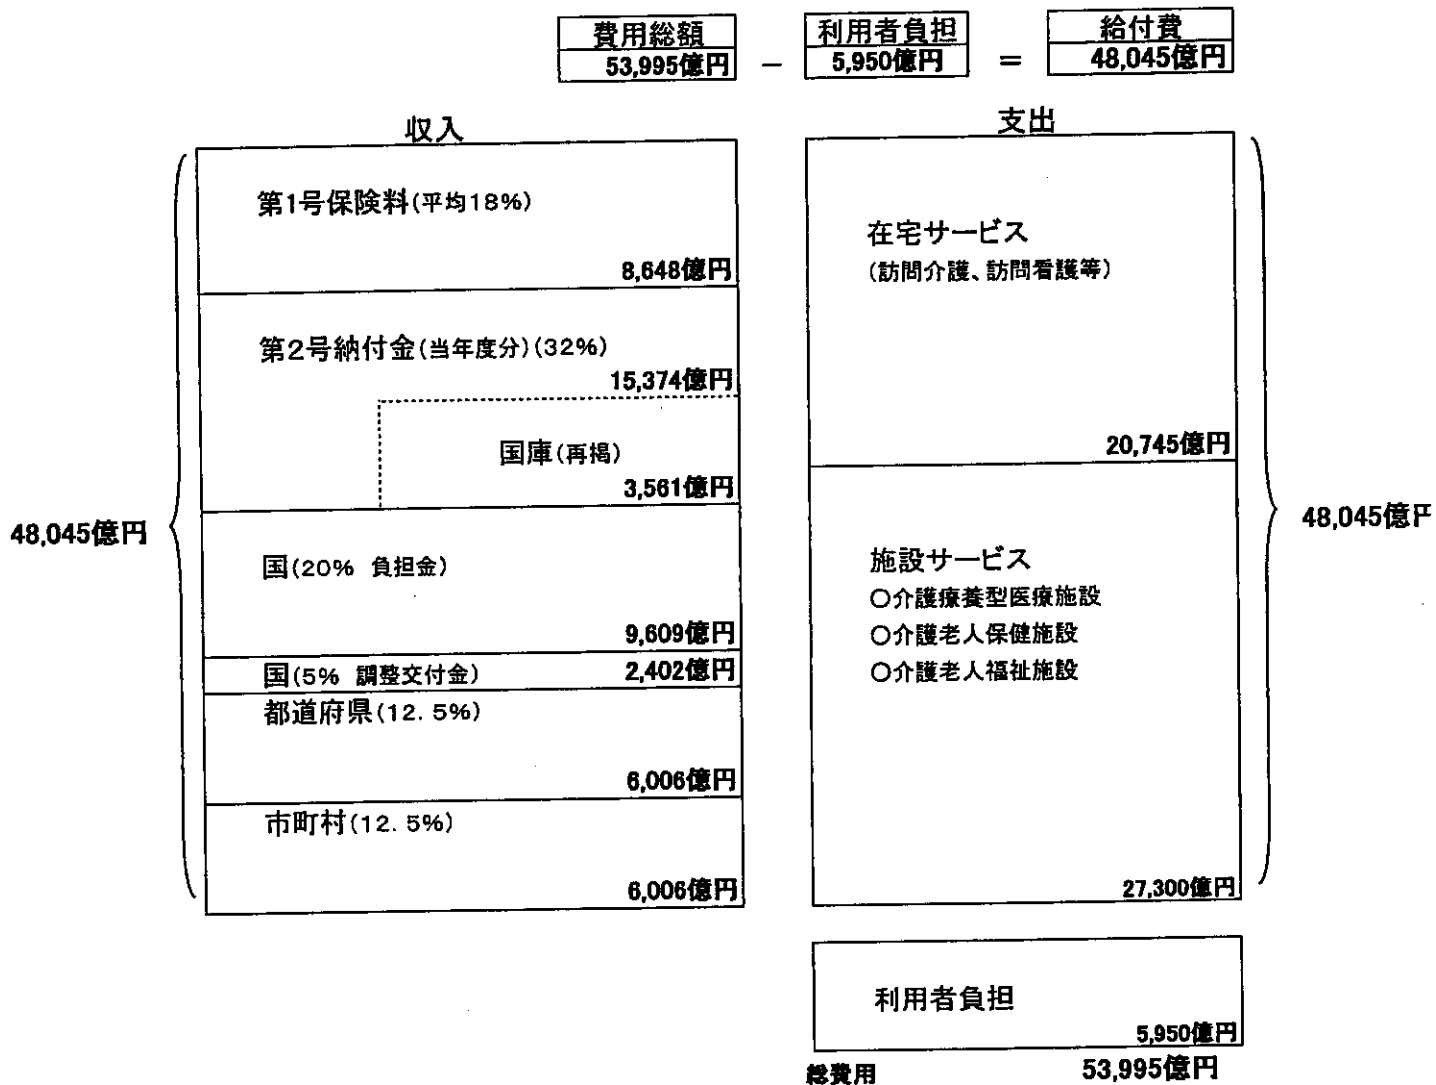 費用総額
53,995億円
－
利用者負担
5,950億円
＝
給付費
48,045億円
収入
第1号保険料(平均18%)
8,648億円
第2号納付金(当年度分)(32%)
15,374億円
国庫(再掲)
3,561億円
国(20% 負担金)
9,609億円
国(5% 調整交付金) 2,402億円
都道府県(12.5%)
6,006億円
市町村(12.5%)
6,006億円
48,045億円
支出
在宅サービス
(訪問介護、訪問看護等)
20,745億円
施設サービス
○介護療養型医療施設
○介護老人保健施設
○介護老人福祉施設
27,300億円
48,045億円
利用者負担
5,950億円
総費用 53,995億円